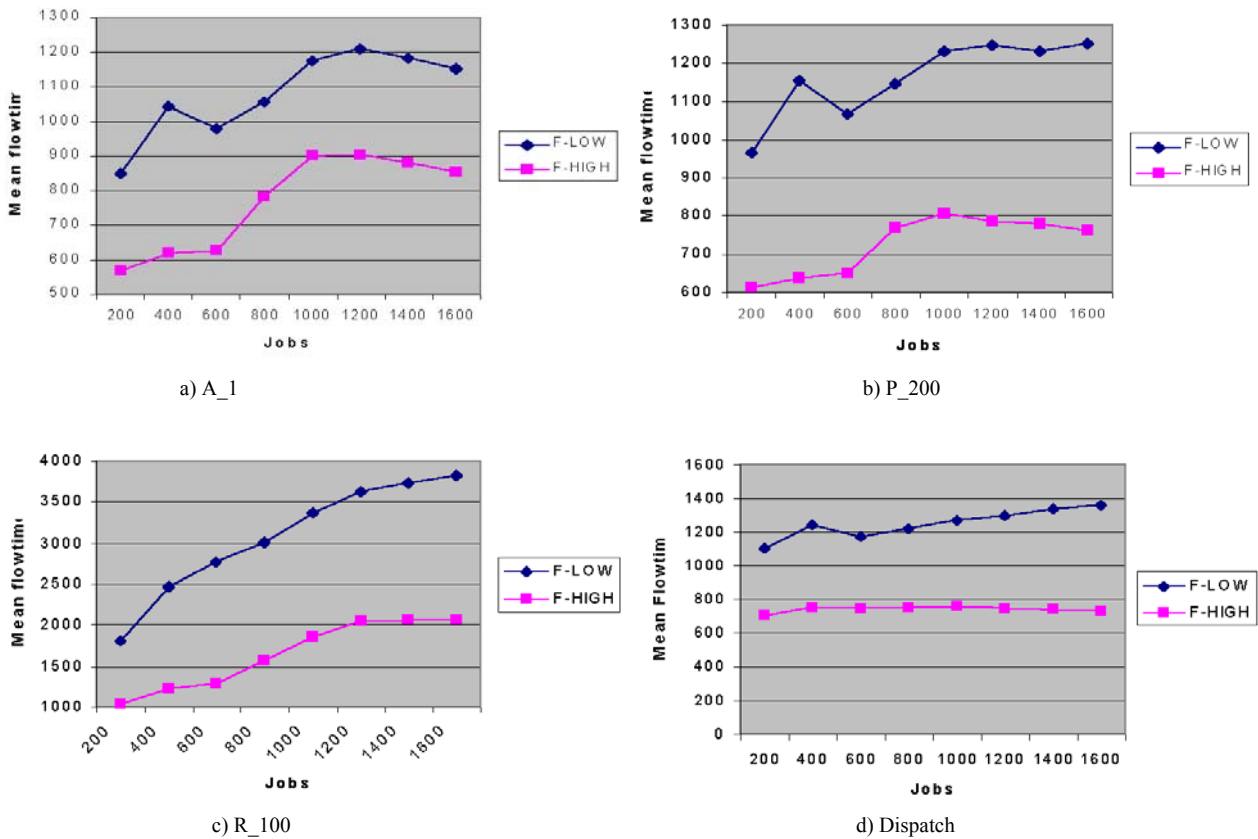 1300
1200
1100
1000
900
800
700
600
500
Mean flowtim
200 400 600 800 1000 1200 1400 1600
Jobs
F-LOW
F-HIGH
a) A_1
1300
1200
1100
1000
900
800
700
600
Mean flowtime
200 400 600 800 1000 1200 1400 1600
Jobs
F-LOW
F-HIGH
b) P_200
4000
3500
3000
2500
2000
1500
1000
Mean flowtime
200 400 600 800 1000 1200 1400 1600
Jobs
F-LOW
F-HIGH
c) R_100
1600
1400
1200
1000
800
600
400
200
0
Mean Flowtim
200 400 600 800 1000 1200 1400 1600
Jobs
F-LOW
F-HIGH
d) Dispatch